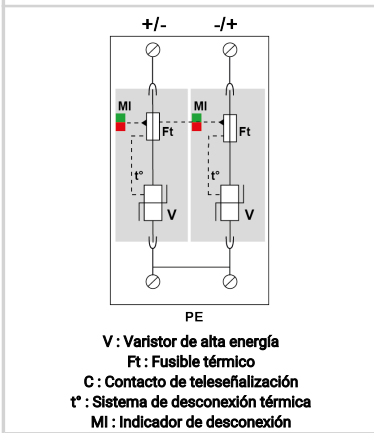 +/- -/+
MI MI
Ft Ft
t° t°
V V
PE
V : Varistor de alta energía
Ft : Fusible térmico
C : Contacto de teleseñalización
t° : Sistema de desconexión térmica
MI : Indicador de desconexión